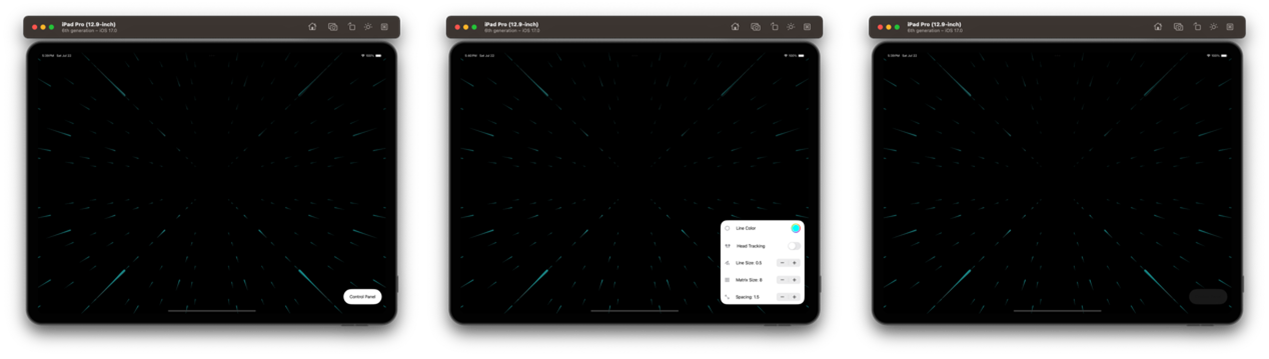 iPad Pro (12.9-inch)
6th generation – iOS 17.0
5:38 PM Sat Jul 22
100%
Control Panel
iPad Pro (12.9-inch)
6th generation – iOS 17.0
5:38 PM Sat Jul 22
100%
Line Color
Head Tracking
Line Size: 0.5
Matrix Size: 8
Spacing: 1.5
iPad Pro (12.9-inch)
6th generation – iOS 17.0
5:38 PM Sat Jul 22
100%